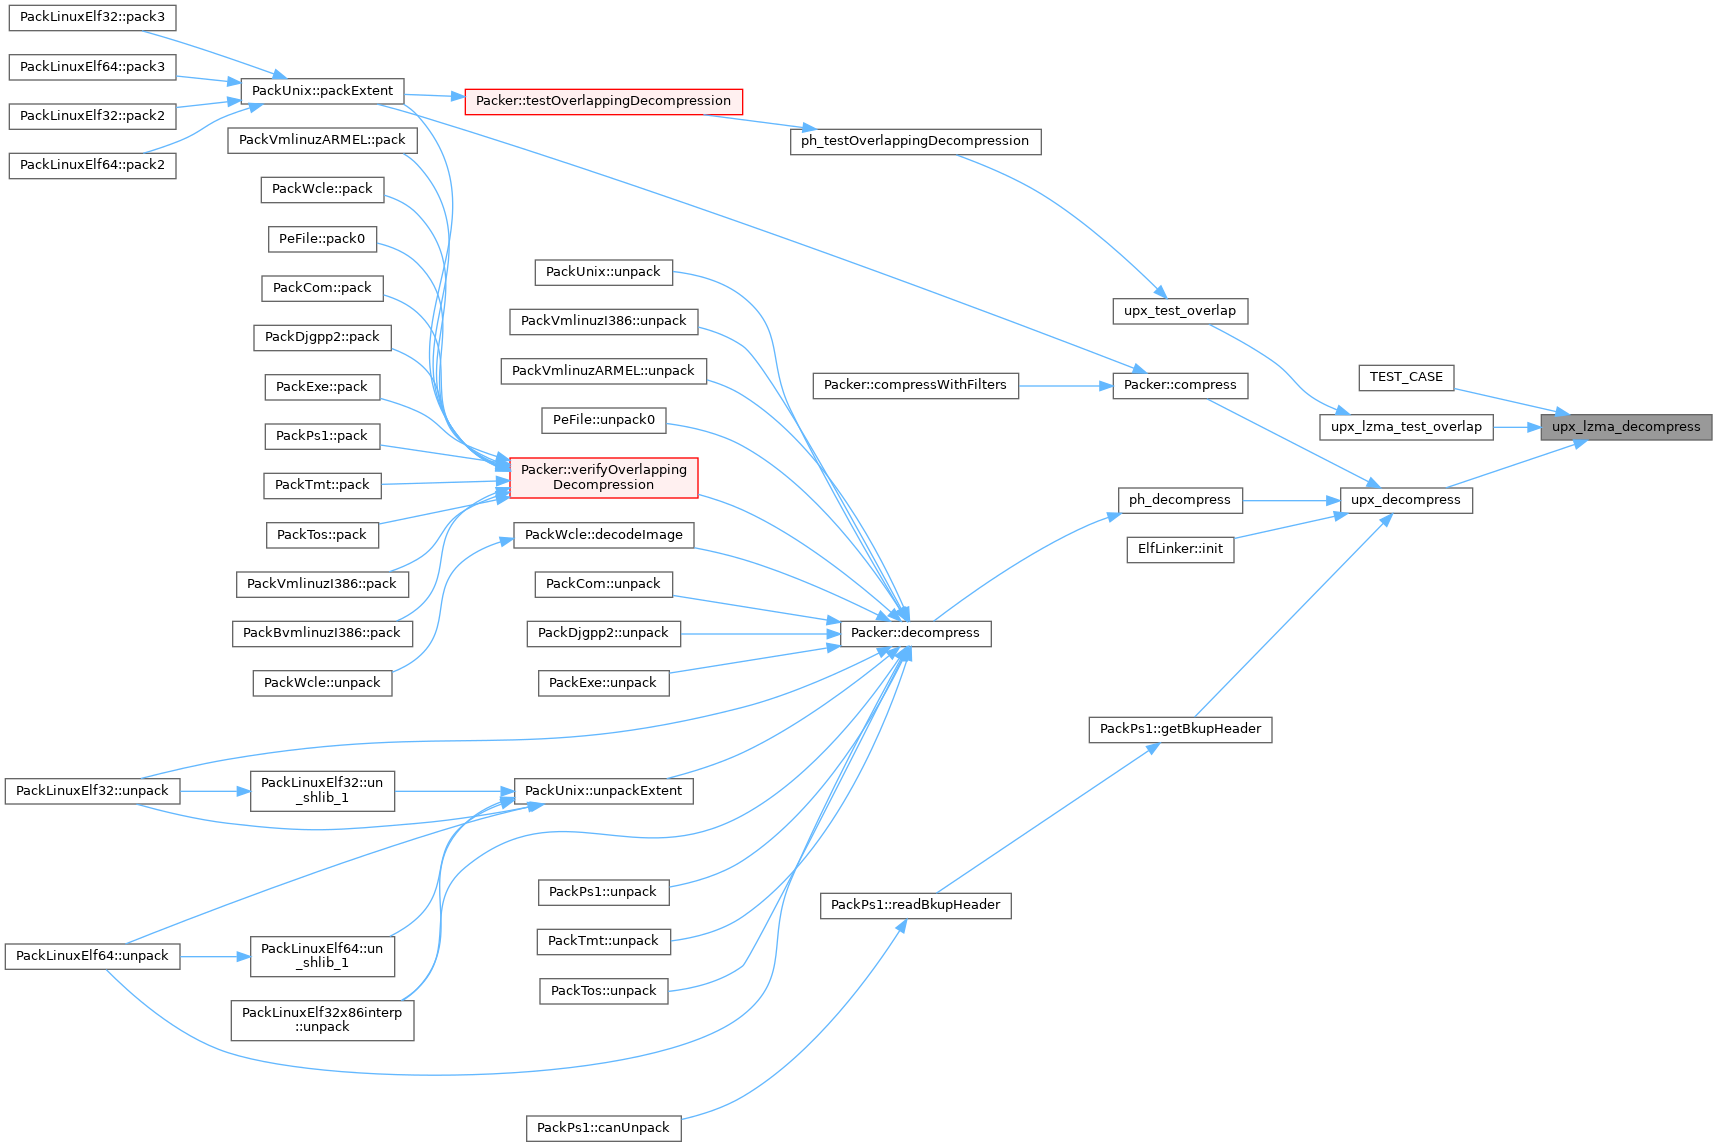 PackLinuxElf32::pack3
PackLinuxElf64::pack3
PackUnix::packExtent
Packer::testOverlappingDecompression
PackLinuxElf32::pack2
PackVmlinuzARMEL::pack
ph_testOverlappingDecompression
PackLinuxElf64::pack2
PackWcle::pack
PeFile::pack0
PackUnix::unpack
PackCom::pack
upx_test_overlap
PackVmlinuzI386::unpack
PackDjgpp2::pack
PackVmlinuzARMEL::unpack
TEST_CASE
PackExe::pack
Packer::compressWithFilters
Packer::compress
PeFile::unpack0
upx_lzma_test_overlap
upx_lzma_decompress
PackPs1::pack
Packer::verifyOverlapping
Decompression
PackTmt::pack
ph_decompress
upx_decompress
PackTos::pack
PackWcle::decodeImage
ElfLinker::init
PackVmlinuzI386::pack
PackCom::unpack
PackBvmlinuzI386::pack
PackDjgpp2::unpack
Packer::decompress
PackWcle::unpack
PackExe::unpack
PackPs1::getBkupHeader
PackLinuxElf32::unpack
PackLinuxElf32::un
_shlib_1
PackUnix::unpackExtent
PackPs1::unpack
PackPs1::readBkupHeader
PackTmt::unpack
PackLinuxElf64::unpack
PackLinuxElf64::un
_shlib_1
PackTos::unpack
PackLinuxElf32x86interp
::unpack
PackPs1::canUnpack